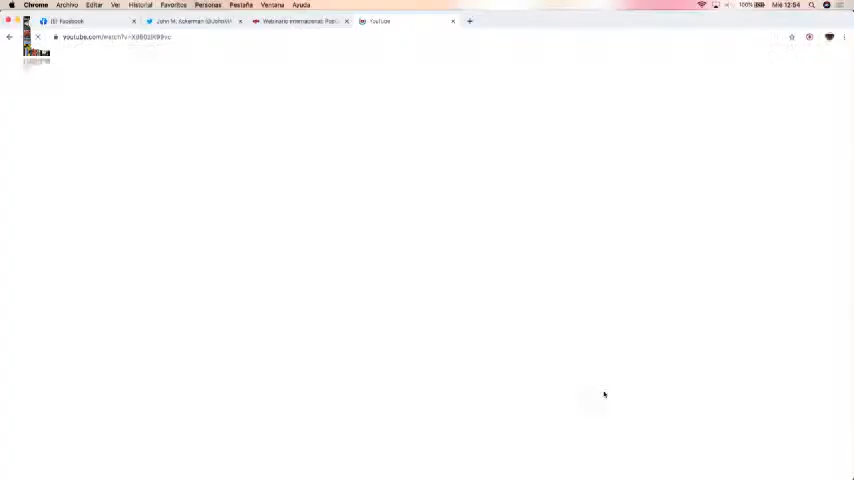 Chrome Archivo Editar Ver Historial Favoritos Personas Pestaña Ventana Ayuda 100% Mié 12:54
Facebook John M. Ackerman (@JohnMA Webinario Internacional: YouTube
youtube.com/watch?v=